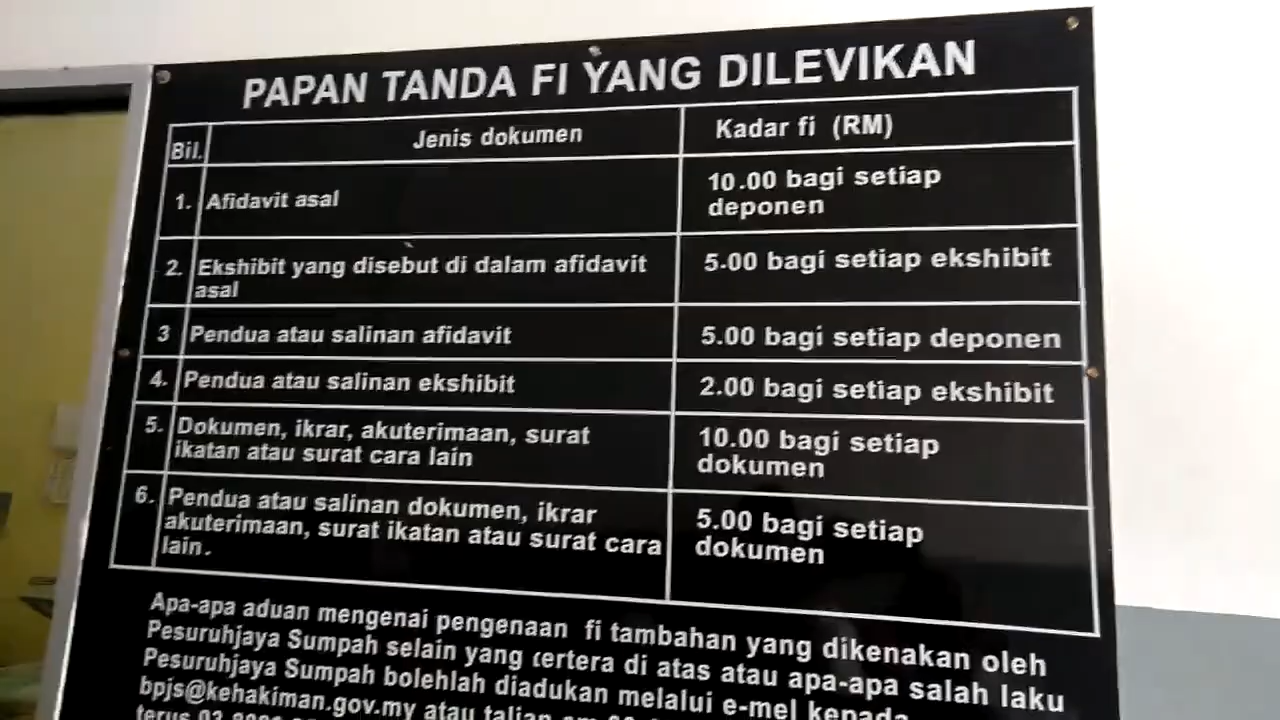 PAPAN TANDA FI YANG DILEVIKAN
Bil. Jenis dokumen Kadar fi (RM)
1. Afidavit asal 10.00 bagi setiap
deponen
2. Ekshibit yang disebut di dalam afidavit 5.00 bagi setiap ekshibit
asal
3 Pendua atau salinan afidavit 5.00 bagi setiap deponen
4. Pendua atau salinan ekshibit 2.00 bagi setiap ekshibit
5. Dokumen, ikrar, akuterimaan, surat 10.00 bagi setiap
ikatan atau surat cara lain dokumen
6. Pendua atau salinan dokumen, ikrar 5.00 bagi setiap
akuterimaan, surat ikatan atau surat cara dokumen
lain.
Apa-apa aduan mengenai pengenaan fi tambahan yang dikenakan oleh
Pesuruhjaya Sumpah selain yang tertera di atas atau apa-apa salah laku
Pesuruhjaya Sumpah bolehlah diadukan melalui e-mel kepada
bpjs@kehakiman.gov.my atau talian
terus